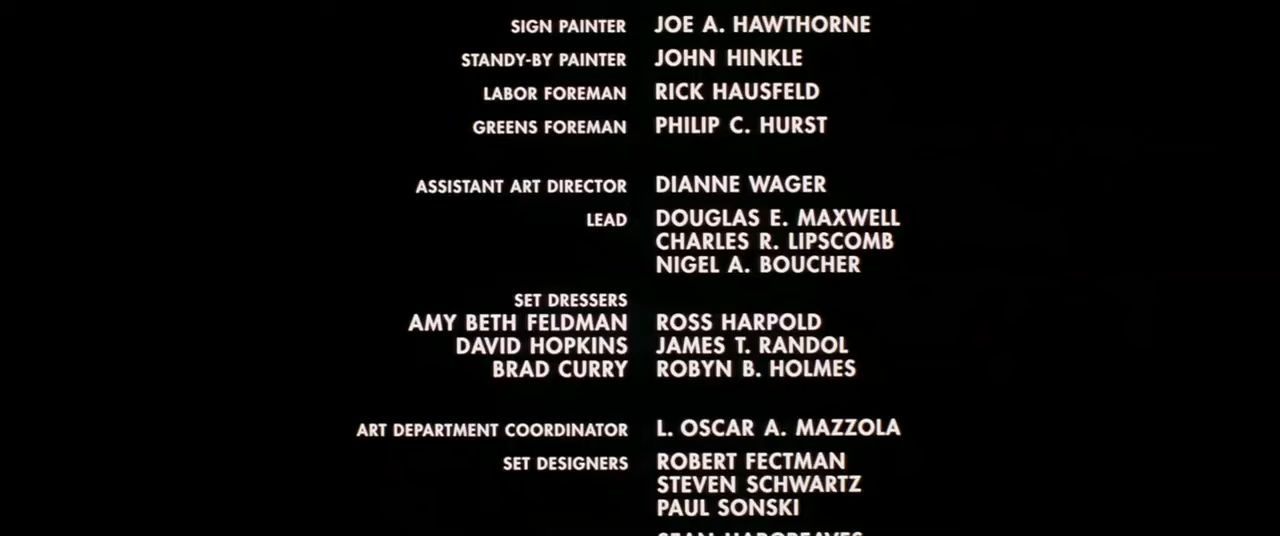 SIGN PAINTER JOE A. HAWTHORNE
STANDY-BY PAINTER JOHN HINKLE
LABOR FOREMAN RICK HAUSFELD
GREENS FOREMAN PHILIP C. HURST
ASSISTANT ART DIRECTOR DIANNE WAGER
LEAD DOUGLAS E. MAXWELL
CHARLES R. LIPSCOMB
NIGEL A. BOUCHER
SET DRESSERS
AMY BETH FELDMAN ROSS HARPOLD
DAVID HOPKINS JAMES T. RANDOL
BRAD CURRY ROBYN B. HOLMES
ART DEPARTMENT COORDINATOR L. OSCAR A. MAZZOLA
SET DESIGNERS ROBERT FECTMAN
STEVEN SCHWARTZ
PAUL SONSKI